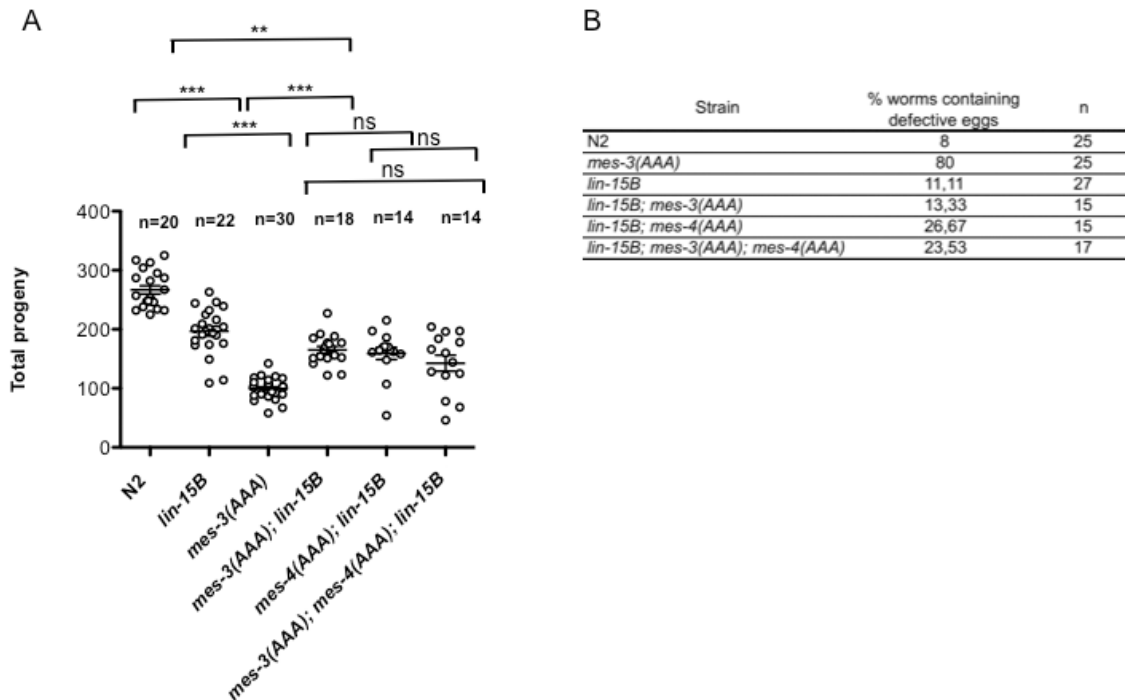 A
**
***
***
***
ns
ns
ns
n=20 n=22 n=30 n=18 n=14 n=14
400
300
200
100
0
Total progeny
N2
lin-15B
mes-3(AAA)
mes-3(AAA); lin-15B
mes-4(AAA); lin-15B
mes-3(AAA); mes-4(AAA); lin-15B
B
Strain % worms containing defective eggs n
N2 8 25
mes-3(AAA) 80 25
lin-15B 11,11 27
lin-15B; mes-3(AAA) 13,33 15
lin-15B; mes-4(AAA) 26,67 15
lin-15B; mes-3(AAA); mes-4(AAA) 23,53 17